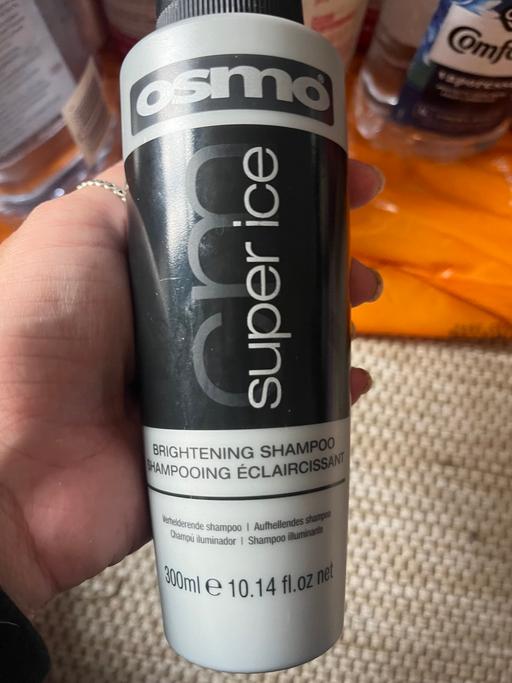 osmo®
super ice
BRIGHTENING SHAMPOO
SHAMPOOING ÉCLAIRCISSANT
Verhelderende shampoo | Aufhellendes shampoo
Champú iluminador | Shampoo illuminante
300ml ℮ 10.14 fl.oz net
Comfo